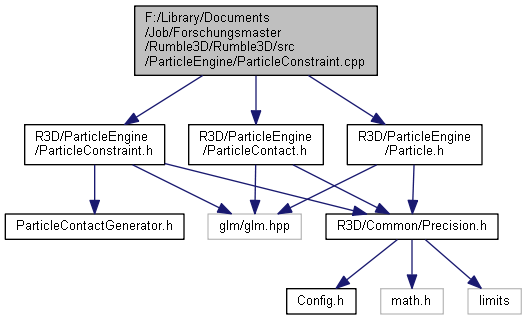 F:/Library/Documents
/Job/Forschungsmaster
/Rumble3D/Rumble3D/src
/ParticleEngine/ParticleConstraint.cpp
R3D/ParticleEngine
/ParticleConstraint.h
R3D/ParticleEngine
/ParticleContact.h
R3D/ParticleEngine
/Particle.h
ParticleContactGenerator.h
glm/glm.hpp
R3D/Common/Precision.h
Config.h
math.h
limits